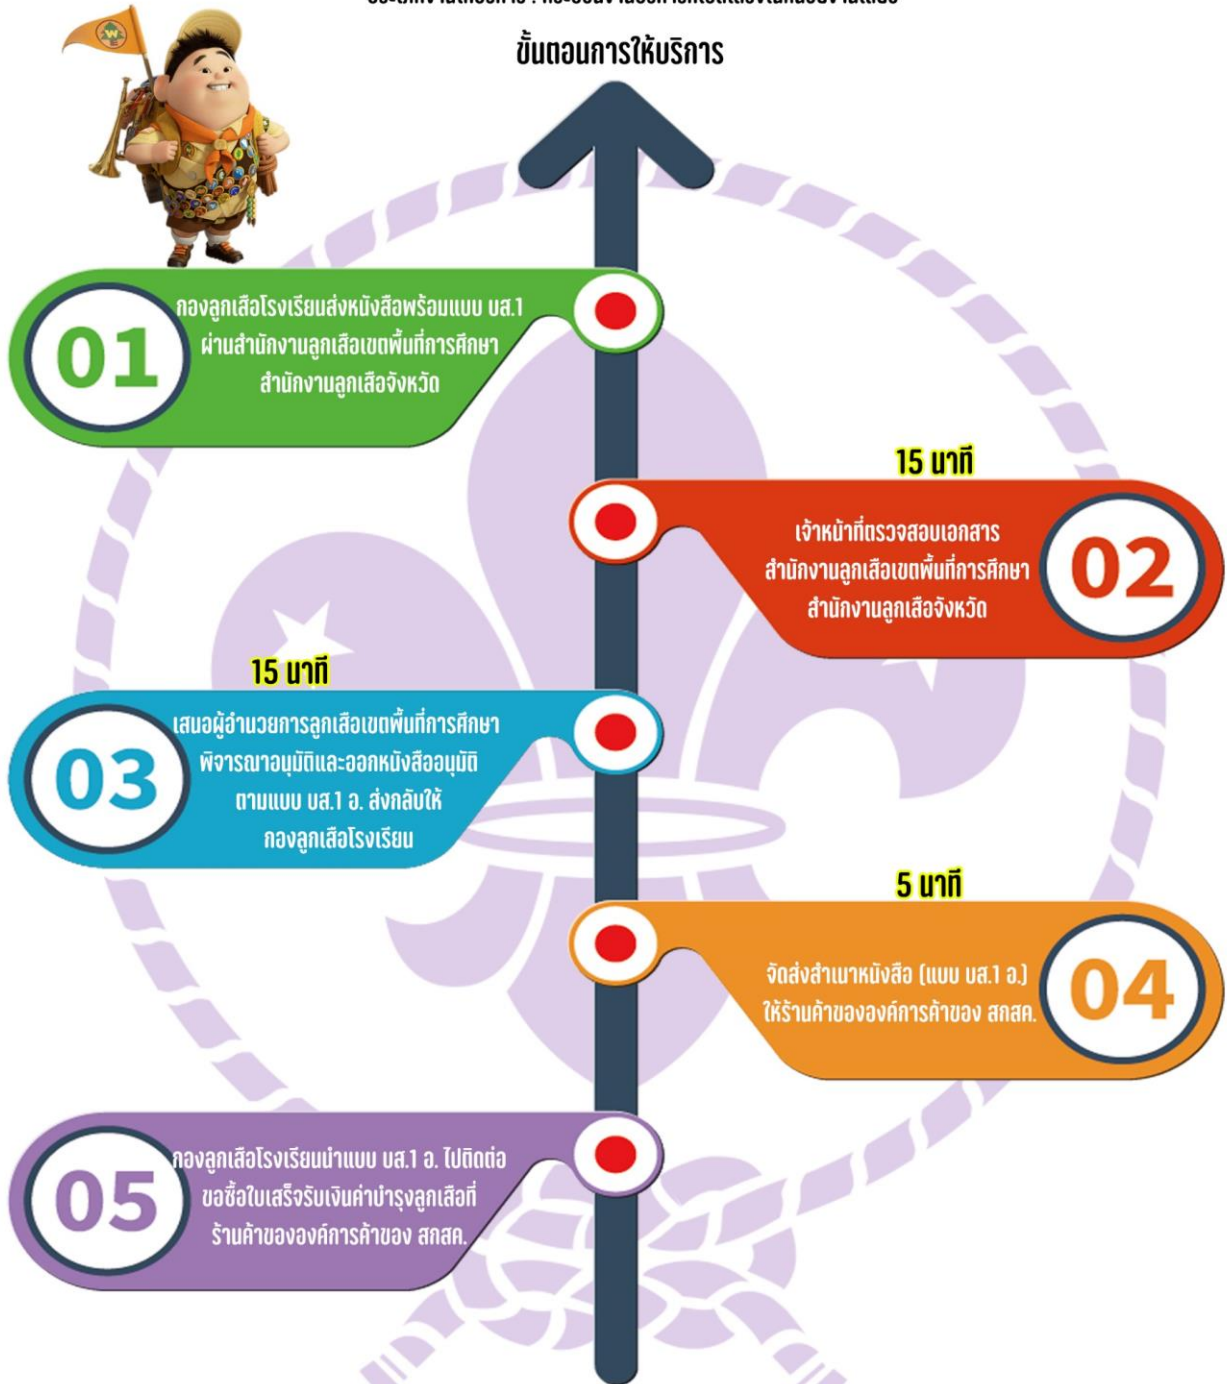 ขั้นตอนการให้บริการ
01
กองลูกเสือโรงเรียนส่งหนังสือพร้อมแบบ บส.1
ผ่านสำนักงานลูกเสือเขตพื้นที่การศึกษา
สำนักงานลูกเสือจังหวัด
15 นาที
02
เจ้าหน้าที่ตรวจสอบเอกสาร
สำนักงานลูกเสือเขตพื้นที่การศึกษา
สำนักงานลูกเสือจังหวัด
15 นาที
03
เสนอผู้อำนวยการลูกเสือเขตพื้นที่การศึกษา
พิจารณาอนุมัติและออกหนังสืออนุมัติ
ตามแบบ บส.1 อ. ส่งกลับให้
กองลูกเสือโรงเรียน
5 นาที
04
จัดส่งสำเนาหนังสือ (แบบ บส.1 อ.)
ให้ร้านค้าขององค์การค้าของ สกสค.
05
กองลูกเสือโรงเรียนนำแบบ บส.1 อ. ไปติดต่อ
ขอซื้อใบเสร็จรับเงินค่าบำรุงลูกเสือที่
ร้านค้าขององค์การค้าของ สกสค.